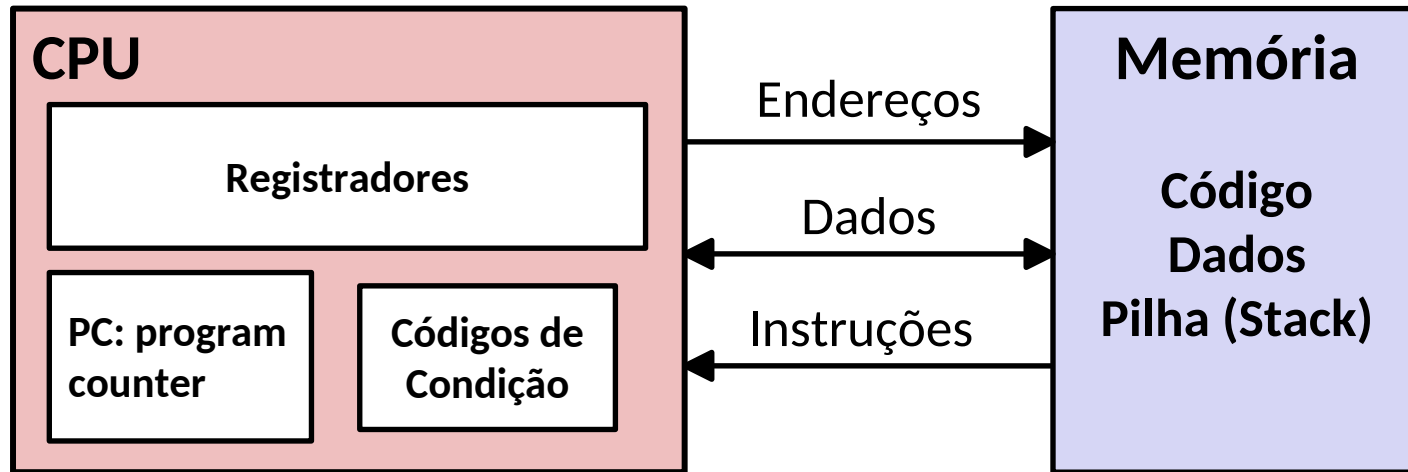 CPU
Registradores
PC: program
counter
Códigos de
Condição
Endereços
Dados
Instruções
Memória
Código
Dados
Pilha (Stack)